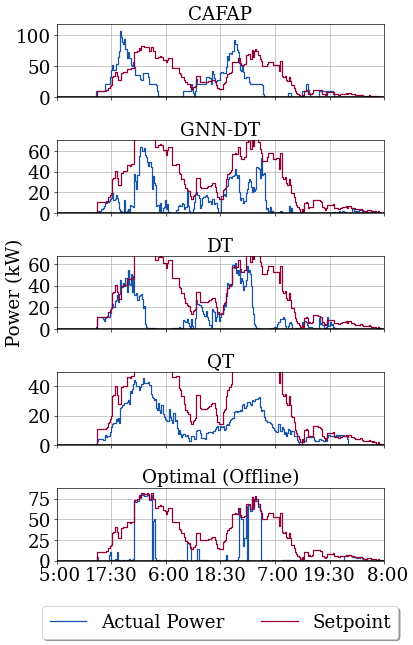 CAFAP
100
50
0
GNN-DT
60
40
20
0
DT
60
40
20
0
Power (kW)
QT
40
20
0
Optimal (Offline)
75
50
25
0
5:00 17:30 6:00 18:30 7:00 19:30 8:00
Actual Power Setpoint